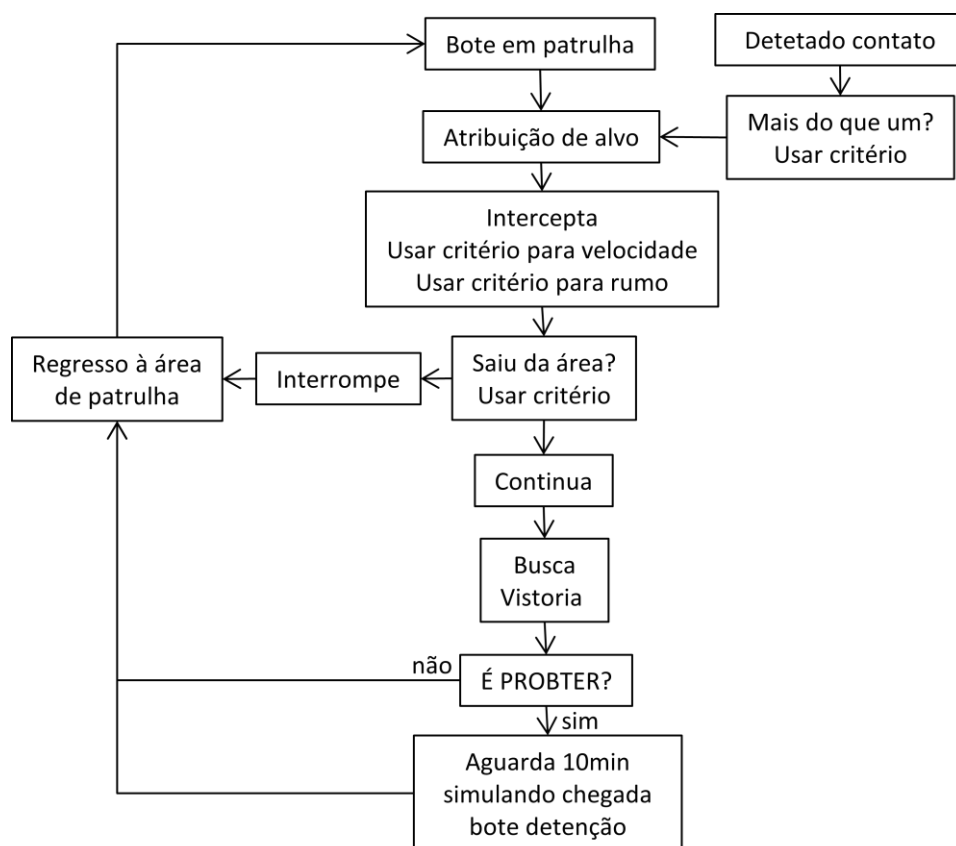 Bote em patrulha
Detetado contato
Atribuição de alvo
Mais do que um?
Usar critério
Intercepta
Usar critério para velocidade
Usar critério para rumo
Regresso à área
de patrulha
Interrompe
Saiu da área?
Usar critério
Continua
Busca
Vistoria
não
É PROBTER?
sim
Aguarda 10min
simulando chegada
bote detenção